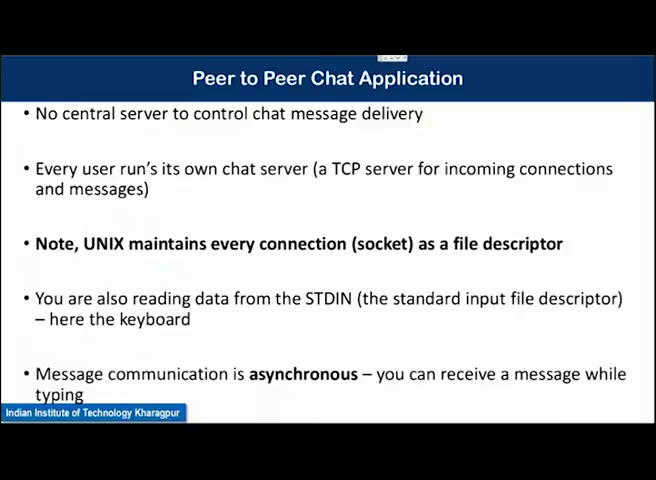 Peer to Peer Chat Application
• No central server to control chat message delivery
• Every user run's its own chat server (a TCP server for incoming connections
and messages)
• Note, UNIX maintains every connection (socket) as a file descriptor
• You are also reading data from the STDIN (the standard input file descriptor)
– here the keyboard
• Message communication is asynchronous – you can receive a message while
typing
Indian Institute of Technology Kharagpur